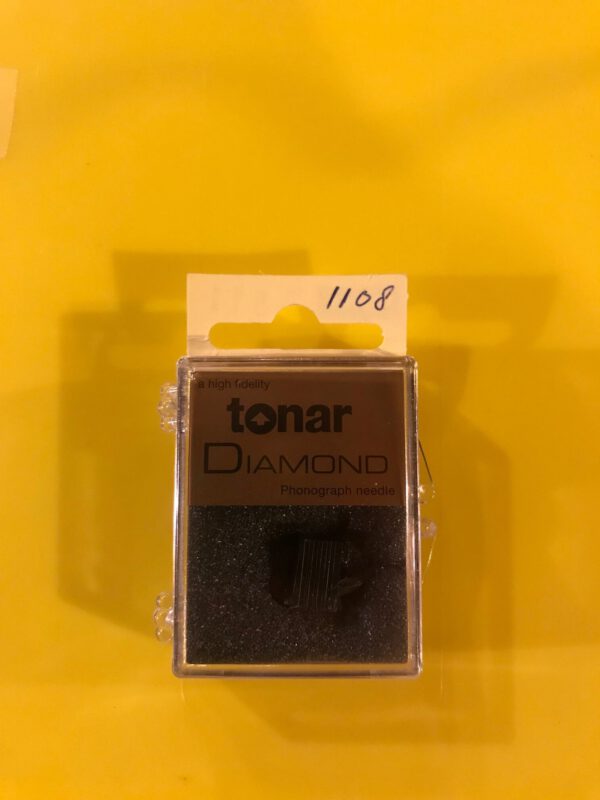 1108
a high fidelity
tonar
DIAMOND
Phonograph needle